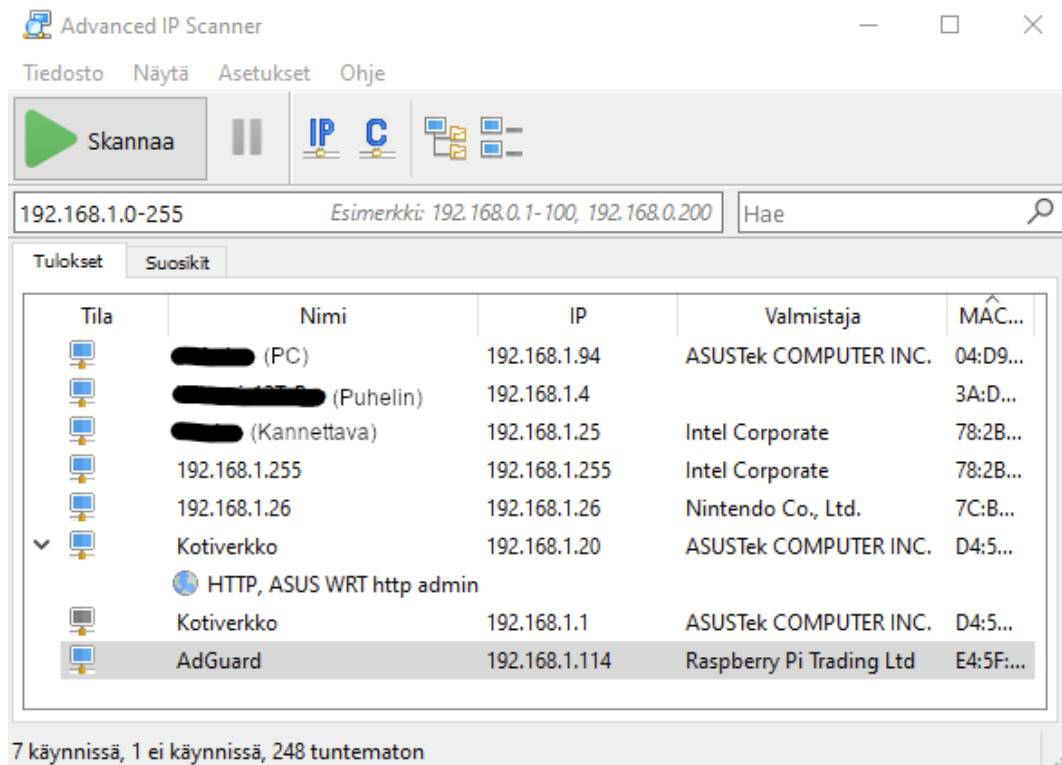 Advanced IP Scanner
Tiedosto Näytä Asetukset Ohje
Skannaa IP C
192.168.1.0-255 Esimerkki: 192.168.0.1-100, 192.168.0.200 Hae
Tulokset Suosikit
Tila Nimi IP Valmistaja MAC...
(PC) 192.168.1.94 ASUSTek COMPUTER INC. 04:D9...
(Puhelin) 192.168.1.4 3A:D...
(Kannettava) 192.168.1.25 Intel Corporate 78:2B...
192.168.1.255 192.168.1.255 Intel Corporate 78:2B...
192.168.1.26 192.168.1.26 Nintendo Co., Ltd. 7C:B...
Kotiverkko 192.168.1.20 ASUSTek COMPUTER INC. D4:5...
HTTP, ASUS WRT http admin
Kotiverkko 192.168.1.1 ASUSTek COMPUTER INC. D4:5...
AdGuard 192.168.1.114 Raspberry Pi Trading Ltd E4:5F:...
7 käynnissä, 1 ei käynnissä, 248 tuntematon